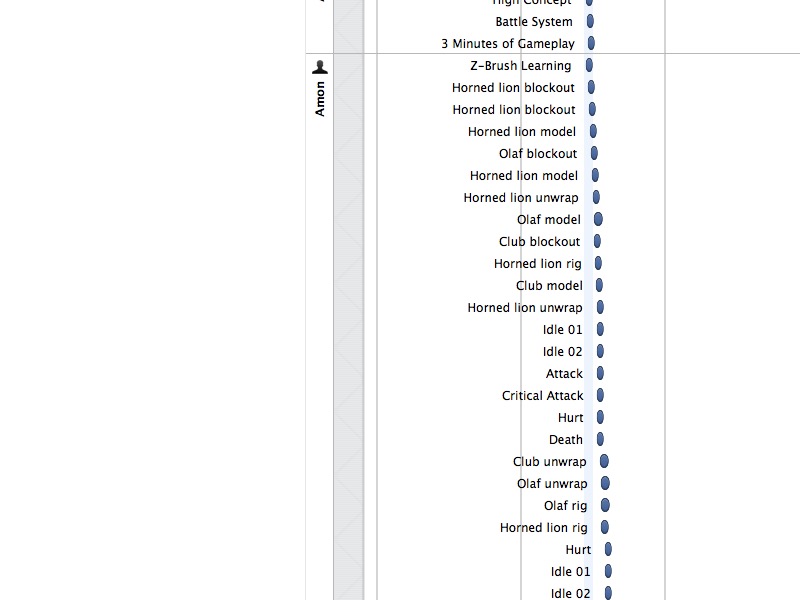 High Concept
Battle System
3 Minutes of Gameplay
Amon
Z-Brush Learning
Horned lion blockout
Horned lion blockout
Horned lion model
Olaf blockout
Horned lion model
Horned lion unwrap
Olaf model
Club blockout
Horned lion rig
Club model
Horned lion unwrap
Idle 01
Idle 02
Attack
Critical Attack
Hurt
Death
Club unwrap
Olaf unwrap
Olaf rig
Horned lion rig
Hurt
Idle 01
Idle 02